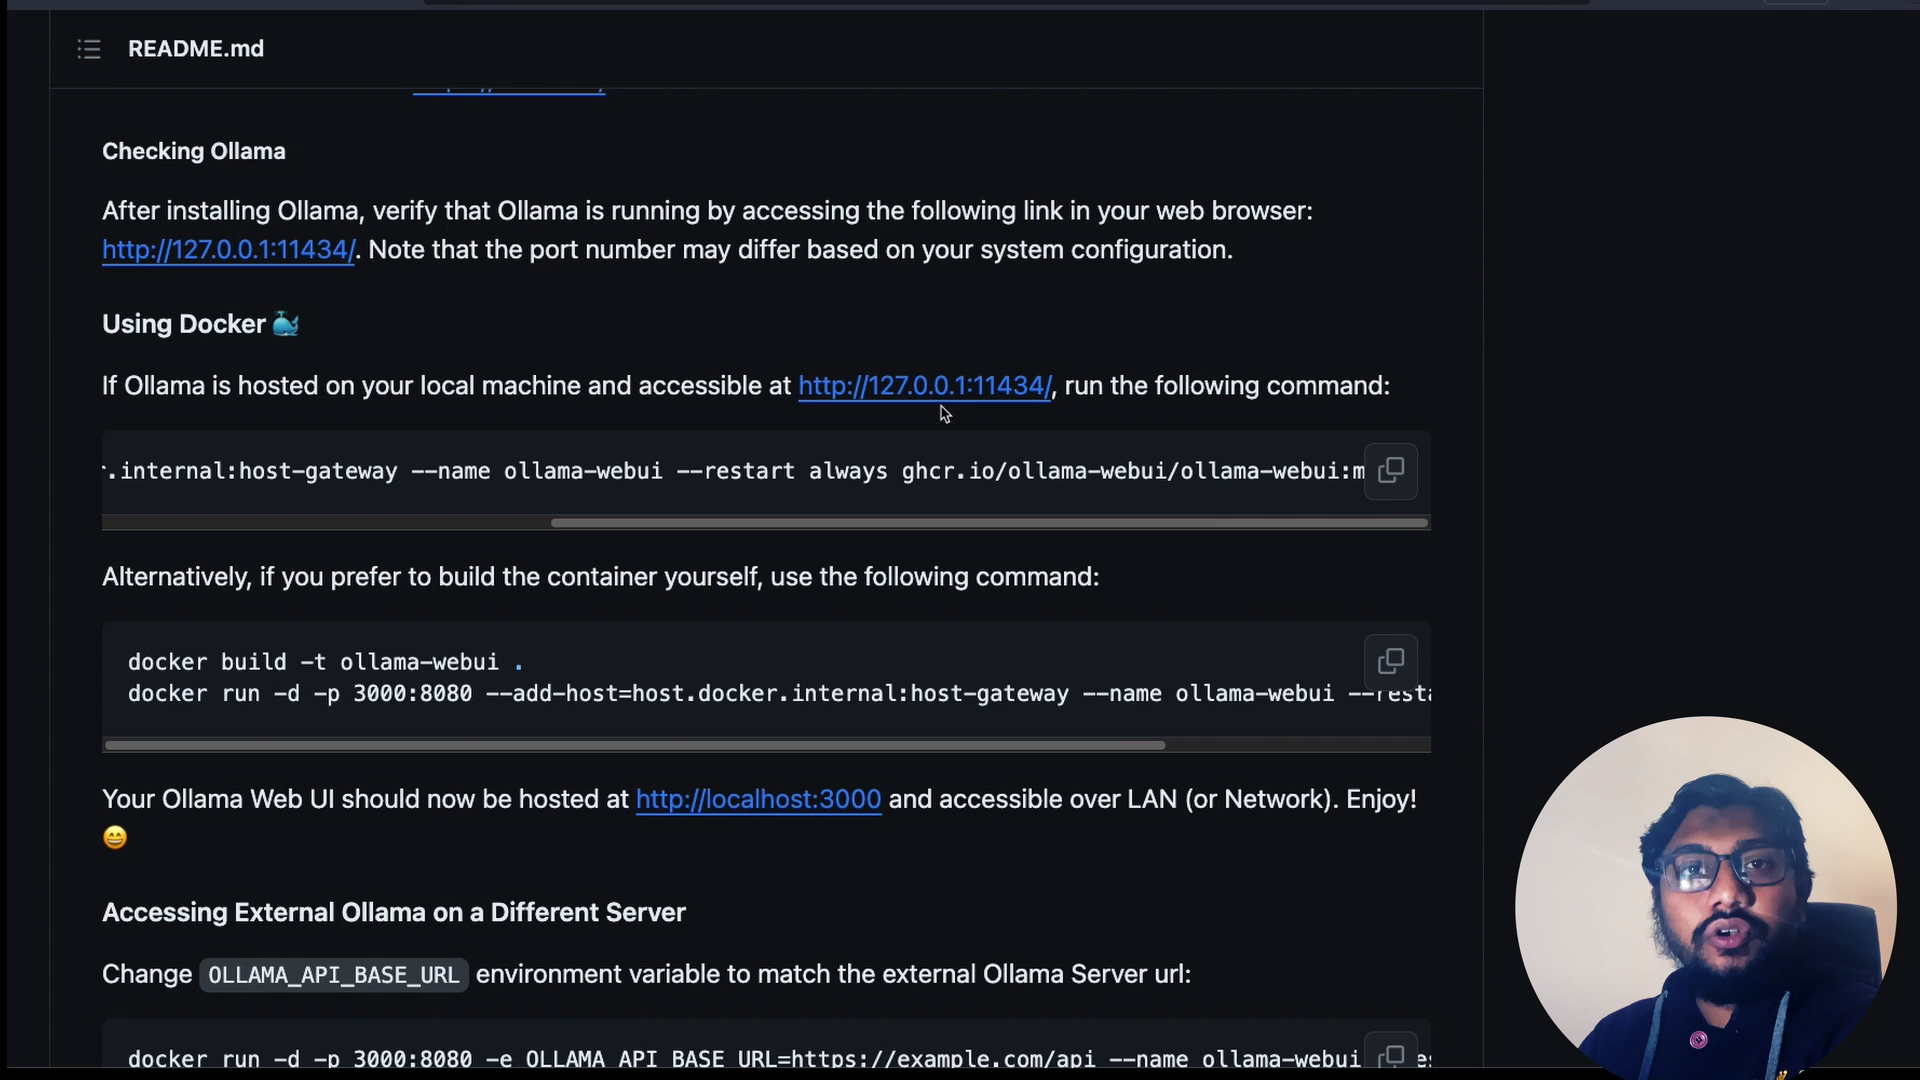 README.md
Checking Ollama
After installing Ollama, verify that Ollama is running by accessing the following link in your web browser:
http://127.0.0.1:11434/. Note that the port number may differ based on your system configuration.
Using Docker 🐳
If Ollama is hosted on your local machine and accessible at http://127.0.0.1:11434/, run the following command:
r.internal:host-gateway --name ollama-webui --restart always ghcr.io/ollama-webui/ollama-webui:m
Alternatively, if you prefer to build the container yourself, use the following command:
docker build -t ollama-webui .
docker run -d -p 3000:8080 --add-host=host.docker.internal:host-gateway --name ollama-webui --resta
Your Ollama Web UI should now be hosted at http://localhost:3000 and accessible over LAN (or Network). Enjoy!
😄
Accessing External Ollama on a Different Server
Change OLLAMA_API_BASE_URL environment variable to match the external Ollama Server url:
docker run -d -p 3000:8080 -e OLLAMA_API_BASE_URL=https://example.com/api --name ollama-webui